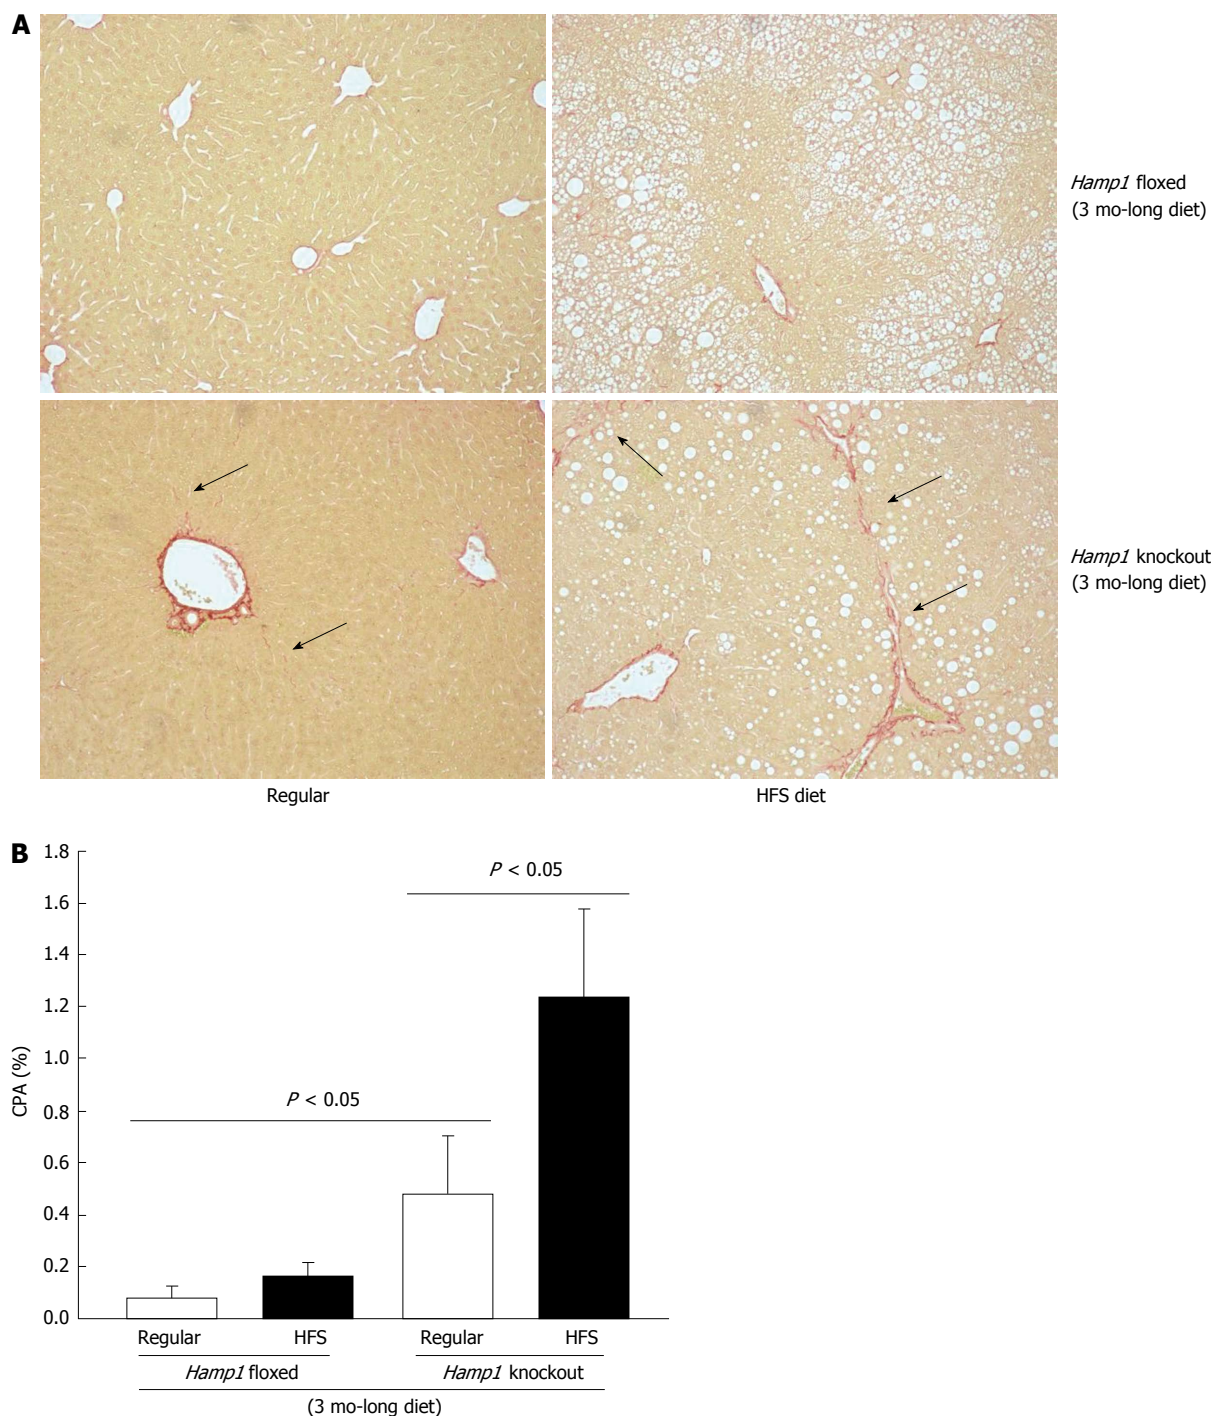 A
Hamp1 floxed
(3 mo-long diet)
Hamp1 knockout
(3 mo-long diet)
Regular
HFS diet
B
1.8
1.6
1.4
1.2
1.0
0.8
0.6
0.4
0.2
0.0
CPA (%)
P < 0.05
P < 0.05
Regular
HFS
Regular
HFS
Hamp1 floxed
Hamp1 knockout
(3 mo-long diet)